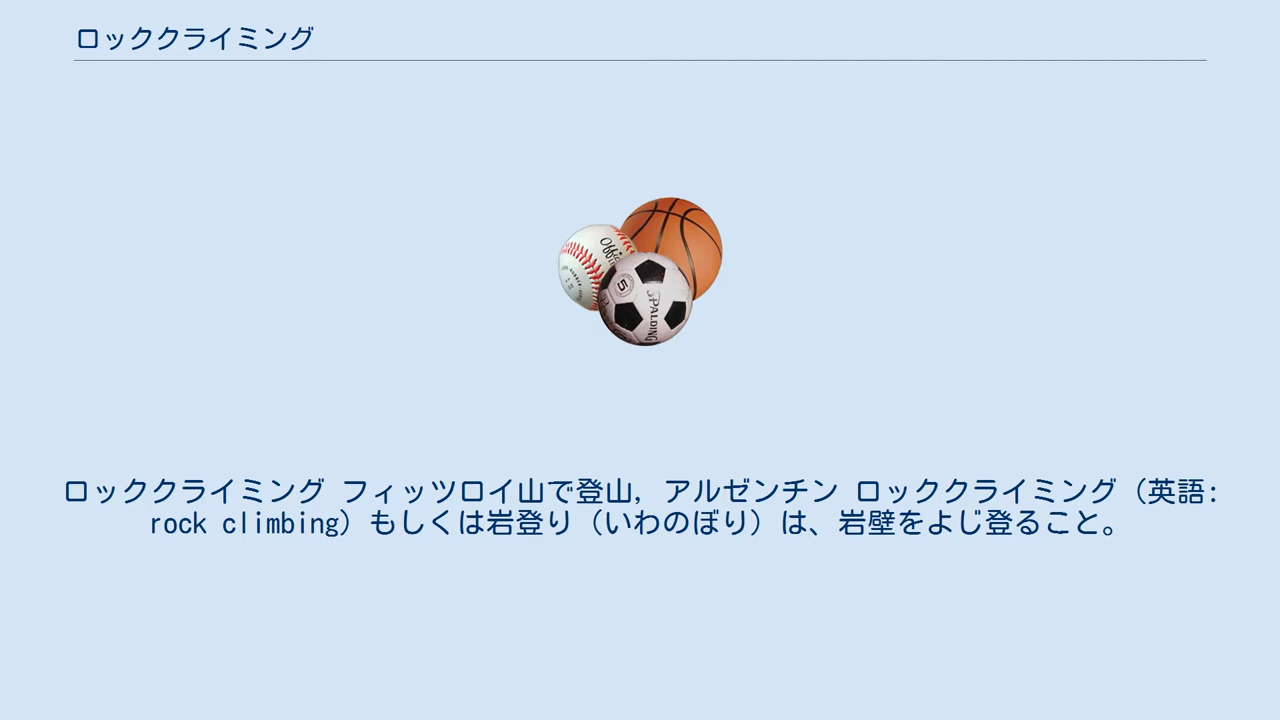 ロッククライミング
Offic
5
SPALDING
ロッククライミング フィッツロイ山で登山, アルゼンチン ロッククライミング（英語:
rock climbing）もしくは岩登り（いわのぼり）は、岩壁をよじ登ること。